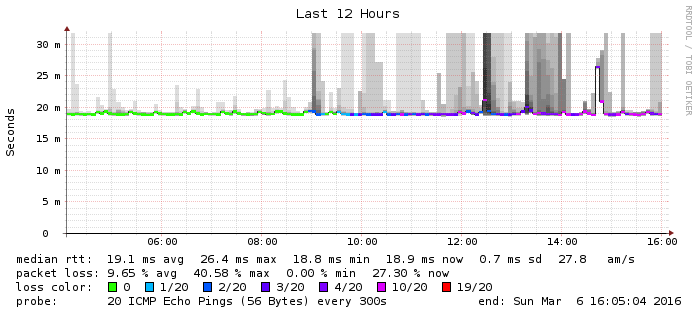 Last 12 Hours
RRDTOOL / TOBI OETIKER
Seconds
30 m
25 m
20 m
15 m
10 m
5 m
0
06:00 08:00 10:00 12:00 14:00 16:00
median rtt: 19.1 ms avg 26.4 ms max 18.8 ms min 18.9 ms now 0.7 ms sd 27.8 am/s
packet loss: 9.65 % avg 40.58 % max 0.00 % min 27.30 % now
loss color: 0 1/20 2/20 3/20 4/20 10/20 19/20
probe: 20 ICMP Echo Pings (56 Bytes) every 300s end: Sun Mar 6 16:05:04 2016